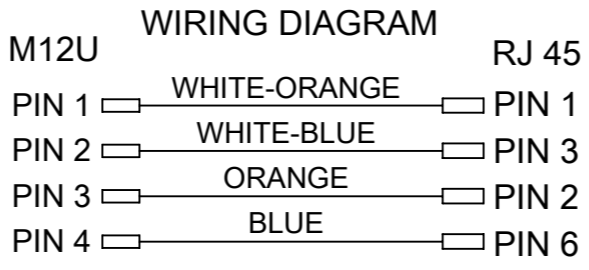 WIRING DIAGRAM
M12U RJ 45
PIN 1 WHITE-ORANGE PIN 1
PIN 2 WHITE-BLUE PIN 3
PIN 3 ORANGE PIN 2
PIN 4 BLUE PIN 6